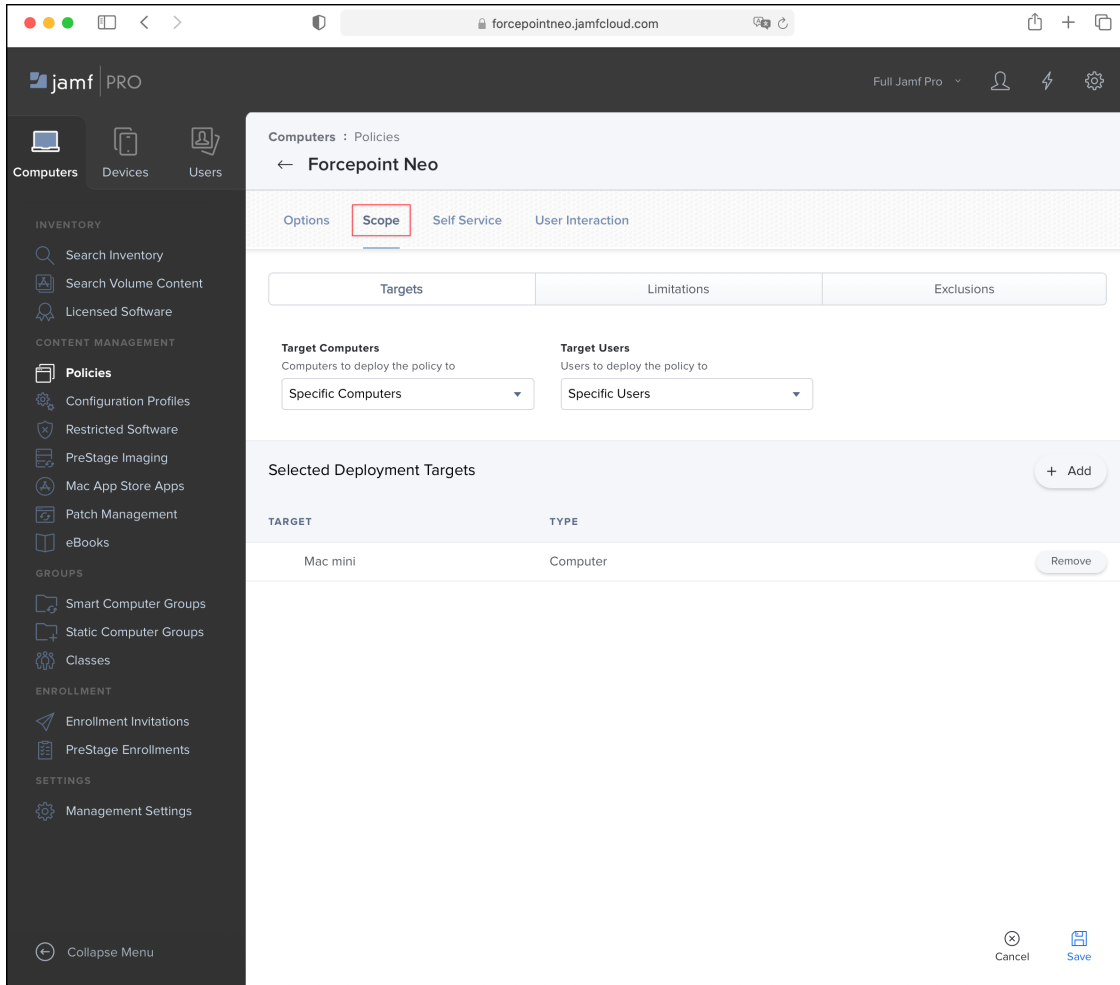 forcepointneo.jamfcloud.com
jamf PRO
Full Jamf Pro
Computers
Devices
Users
INVENTORY
Search Inventory
Search Volume Content
Licensed Software
CONTENT MANAGEMENT
Policies
Configuration Profiles
Restricted Software
PreStage Imaging
Mac App Store Apps
Patch Management
eBooks
GROUPS
Smart Computer Groups
Static Computer Groups
Classes
ENROLLMENT
Enrollment Invitations
PreStage Enrollments
SETTINGS
Management Settings
Collapse Menu
Computers : Policies
← Forcepoint Neo
Options Scope Self Service User Interaction
Targets Limitations Exclusions
Target Computers
Computers to deploy the policy to
Specific Computers
Target Users
Users to deploy the policy to
Specific Users
Selected Deployment Targets
+ Add
TARGET TYPE
Mac mini Computer Remove
Cancel Save